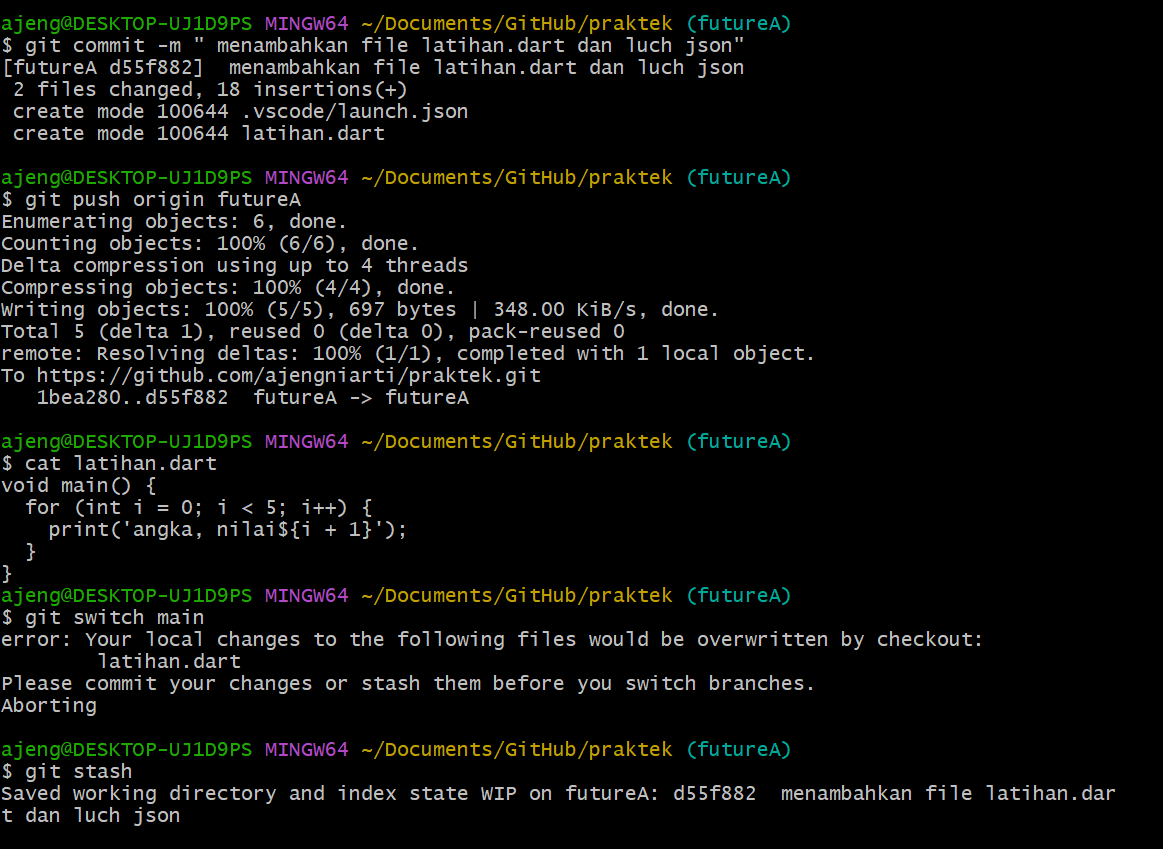 ajeng@DESKTOP-UJ1D9PS MINGW64 ~/Documents/GitHub/praktek (futureA)
$ git commit -m " menambahkan file latihan.dart dan luch json"
[futureA d55f882]  menambahkan file latihan.dart dan luch json
 2 files changed, 18 insertions(+)
 create mode 100644 .vscode/launch.json
 create mode 100644 latihan.dart

ajeng@DESKTOP-UJ1D9PS MINGW64 ~/Documents/GitHub/praktek (futureA)
$ git push origin futureA
Enumerating objects: 6, done.
Counting objects: 100% (6/6), done.
Delta compression using up to 4 threads
Compressing objects: 100% (4/4), done.
Writing objects: 100% (5/5), 697 bytes | 348.00 KiB/s, done.
Total 5 (delta 1), reused 0 (delta 0), pack-reused 0
remote: Resolving deltas: 100% (1/1), completed with 1 local object.
To https://github.com/ajengniarti/praktek.git
   1bea280..d55f882  futureA -> futureA

ajeng@DESKTOP-UJ1D9PS MINGW64 ~/Documents/GitHub/praktek (futureA)
$ cat latihan.dart
void main() {
  for (int i = 0; i < 5; i++) {
    print('angka, nilai${i + 1}');
  }
}
ajeng@DESKTOP-UJ1D9PS MINGW64 ~/Documents/GitHub/praktek (futureA)
$ git switch main
error: Your local changes to the following files would be overwritten by checkout:
        latihan.dart
Please commit your changes or stash them before you switch branches.
Aborting

ajeng@DESKTOP-UJ1D9PS MINGW64 ~/Documents/GitHub/praktek (futureA)
$ git stash
Saved working directory and index state WIP on futureA: d55f882  menambahkan file latihan.dar
t dan luch json